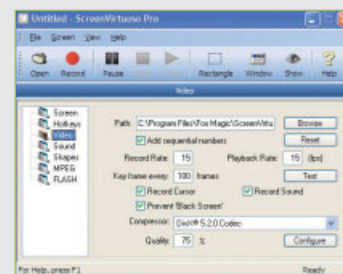 Untitled - ScreenVirtuoso Pro
File Screen View Help
Open Record Pause Rectangle Window Show Help
Video
Screen
Hotkeys
Video
Sound
Shapes
MPEG
FLASH
Path: C:\Program Files\Fox Magic\ScreenVirtu Browse
Add sequential numbers Reset
Record Rate: 15 Playback Rate: 15 (fps)
Key frame every: 100 frames Test
Record Cursor Record Sound
Prevent 'Black Screen'
Compressor: DivX® 5.2.0 Codec
Quality: 75 % Configure
For Help, press F1 Ready